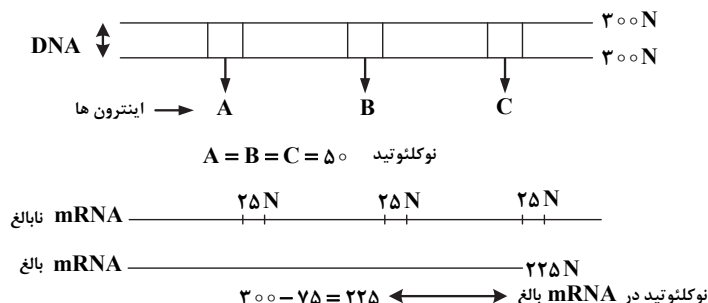 ۳۰۰N
DNA
۳۰۰N
اینترون ها → A B C
A = B = C = ۵۰ نوکلئوتید
۲۵N ۲۵N ۲۵N
mRNA نابالغ
mRNA بالغ ۲۲۵N
نوکلئوتید در mRNA بالغ ↔ ۳۰۰−۷۵=۲۲۵